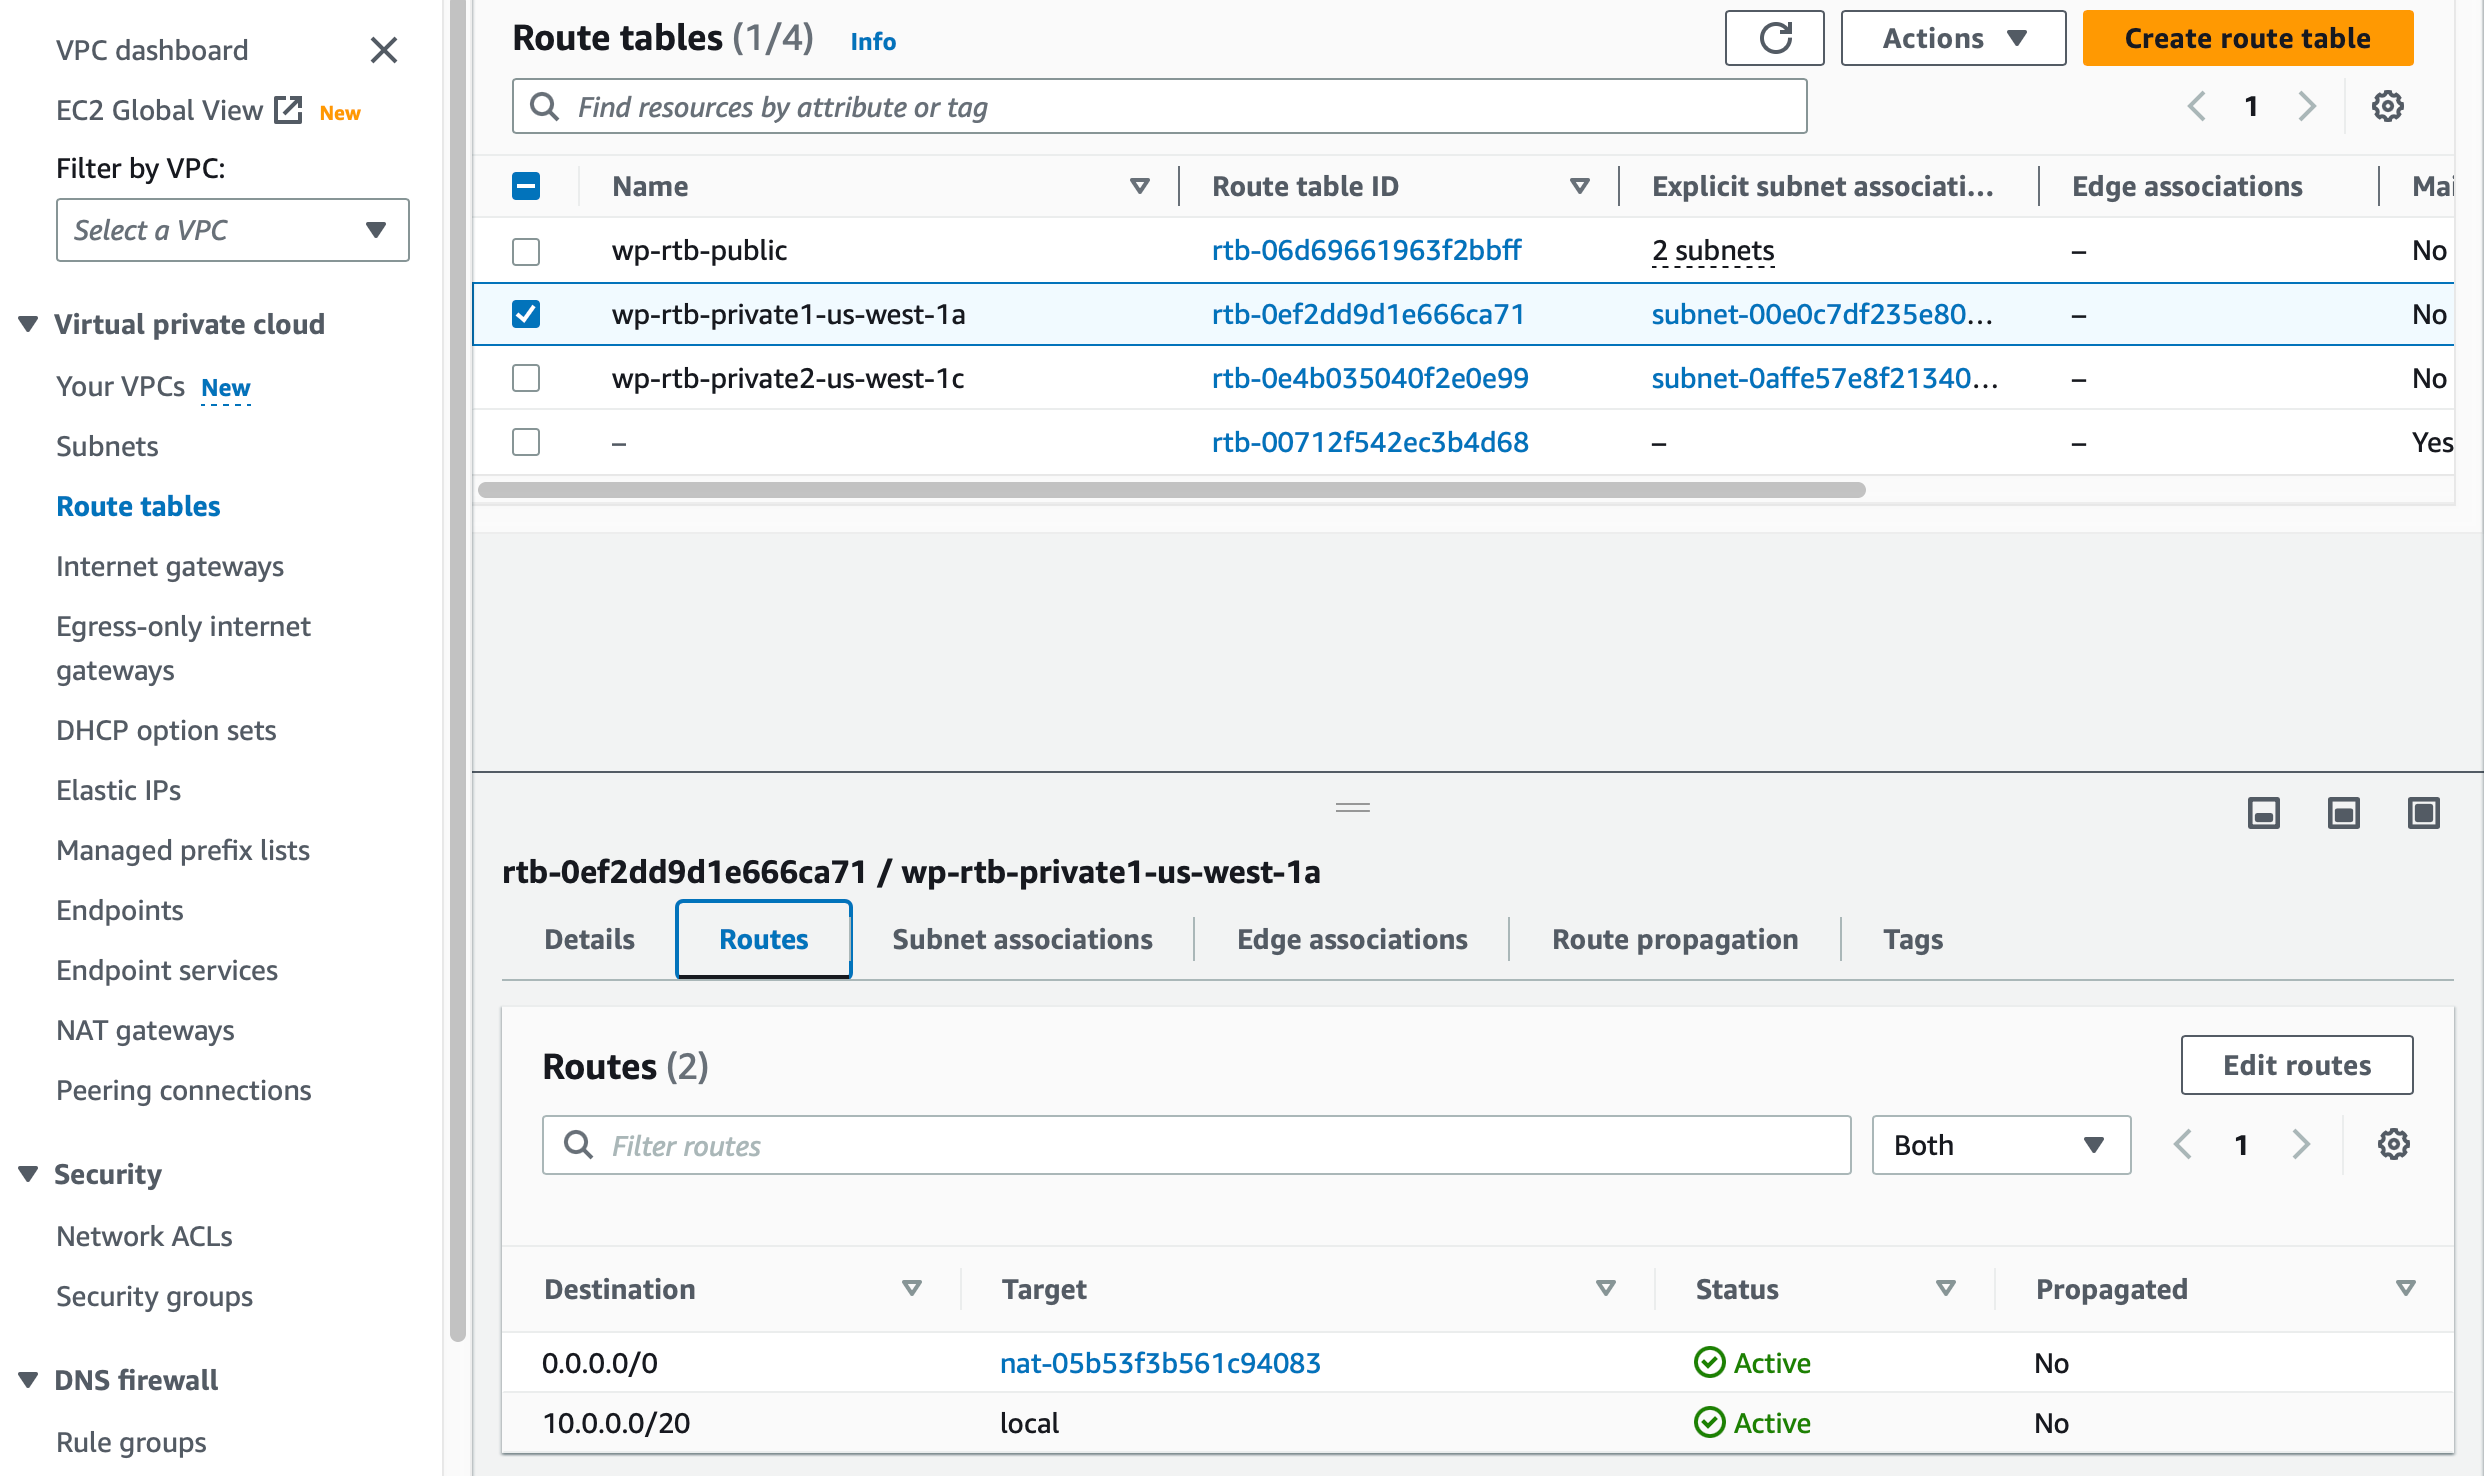 VPC dashboard
EC2 Global View New
Filter by VPC:
Select a VPC
Virtual private cloud
Your VPCs New
Subnets
Route tables
Internet gateways
Egress-only internet
gateways
DHCP option sets
Elastic IPs
Managed prefix lists
Endpoints
Endpoint services
NAT gateways
Peering connections
Security
Network ACLs
Security groups
DNS firewall
Rule groups
Route tables (1/4) Info
Actions
Create route table
Find resources by attribute or tag
1
Name Route table ID Explicit subnet associati... Edge associations Mai
wp-rtb-public rtb-06d69661963f2bbff 2 subnets – No
wp-rtb-private1-us-west-1a rtb-0ef2dd9d1e666ca71 subnet-00e0c7df235e80... – No
wp-rtb-private2-us-west-1c rtb-0e4b035040f2e0e99 subnet-0affe57e8f21340... – No
– rtb-00712f542ec3b4d68 – – Yes
rtb-0ef2dd9d1e666ca71 / wp-rtb-private1-us-west-1a
Details Routes Subnet associations Edge associations Route propagation Tags
Routes (2)
Edit routes
Filter routes
Both
1
Destination Target Status Propagated
0.0.0.0/0 nat-05b53f3b561c94083 Active No
10.0.0.0/20 local Active No